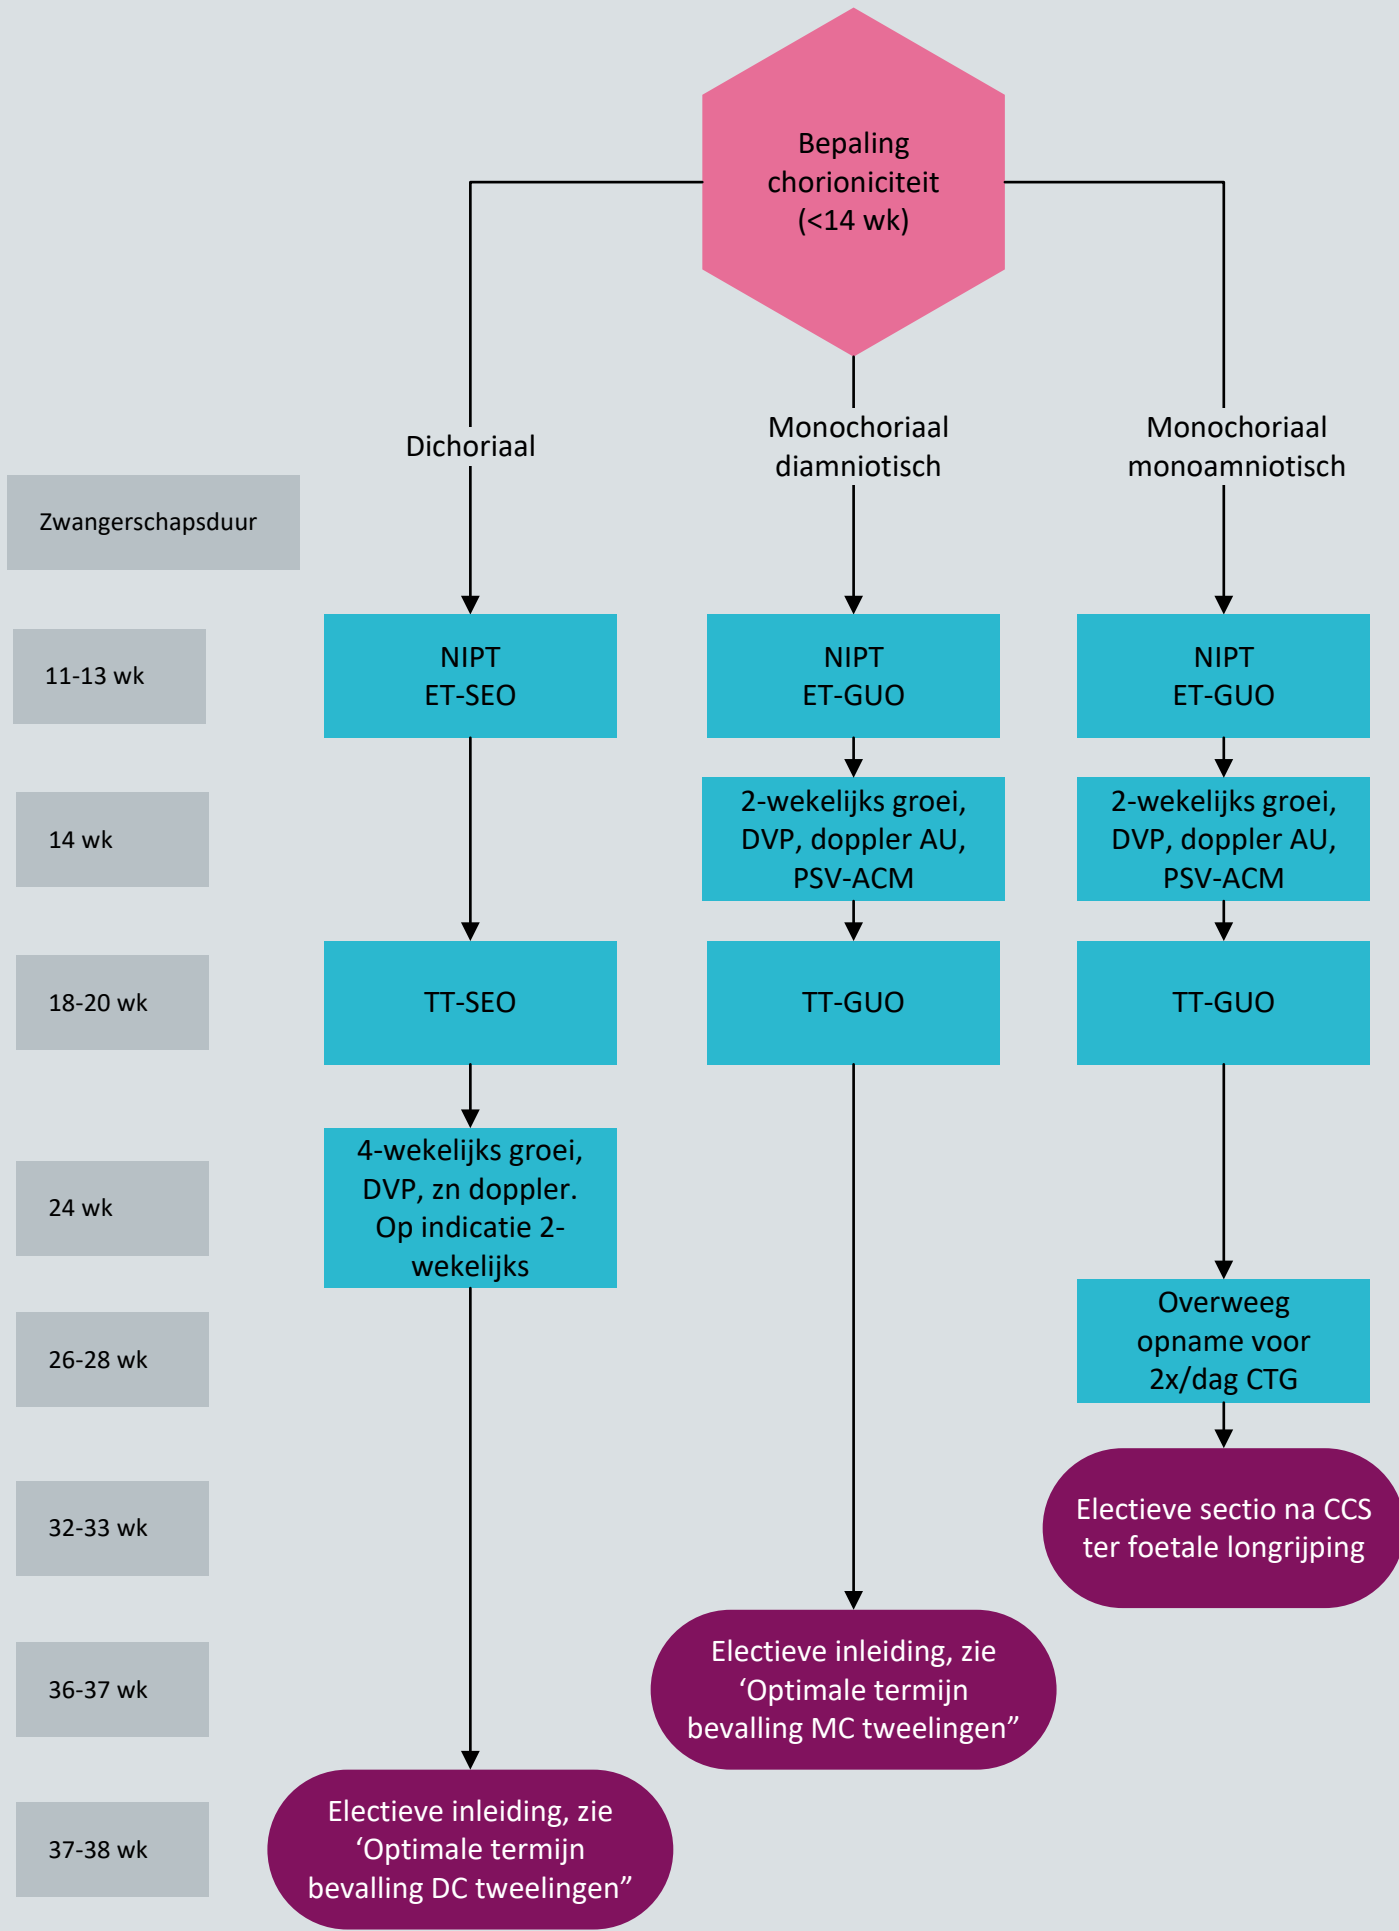 Bepaling
chorioniciteit
(<14 wk)
Dichoriaal
Monochoriaal
diamniotisch
Monochoriaal
monoamniotisch
Zwangerschapsduur
11-13 wk
NIPT
ET-SEO
NIPT
ET-GUO
NIPT
ET-GUO
14 wk
2-wekelijks groei,
DVP, doppler AU,
PSV-ACM
2-wekelijks groei,
DVP, doppler AU,
PSV-ACM
18-20 wk
TT-SEO
TT-GUO
TT-GUO
24 wk
4-wekelijks groei,
DVP, zn doppler.
Op indicatie 2-
wekelijks
26-28 wk
Overweeg
opname voor
2x/dag CTG
32-33 wk
Electieve sectio na CCS
ter foetale longrijping
36-37 wk
Electieve inleiding, zie
‘Optimale termijn
bevalling MC tweelingen”
37-38 wk
Electieve inleiding, zie
‘Optimale termijn
bevalling DC tweelingen”